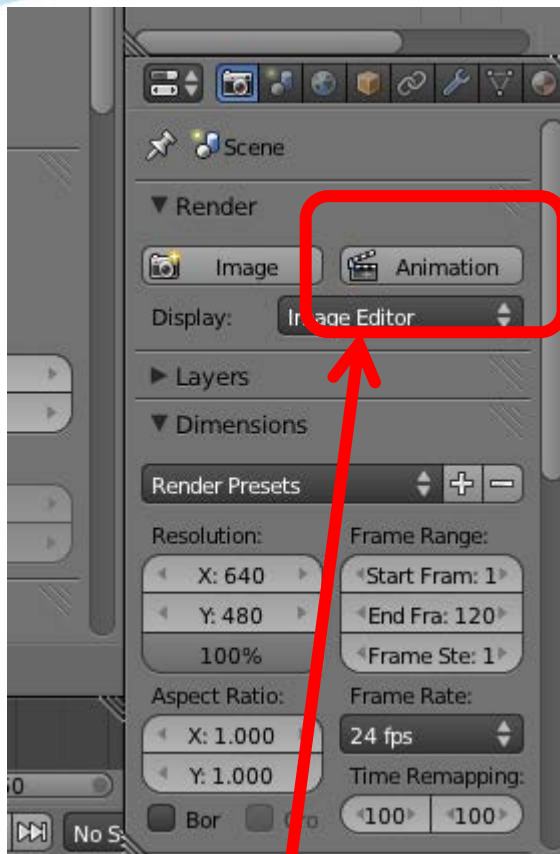 Scene
Render
Image Animation
Display: Image Editor
Layers
Dimensions
Render Presets
Resolution: Frame Range:
X: 640 Start Fram: 1
Y: 480 End Fra: 120
100% Frame Ste: 1
Aspect Ratio: Frame Rate:
X: 1.000 24 fps
Y: 1.000 Time Remapping:
Bor 100 100
0
No S